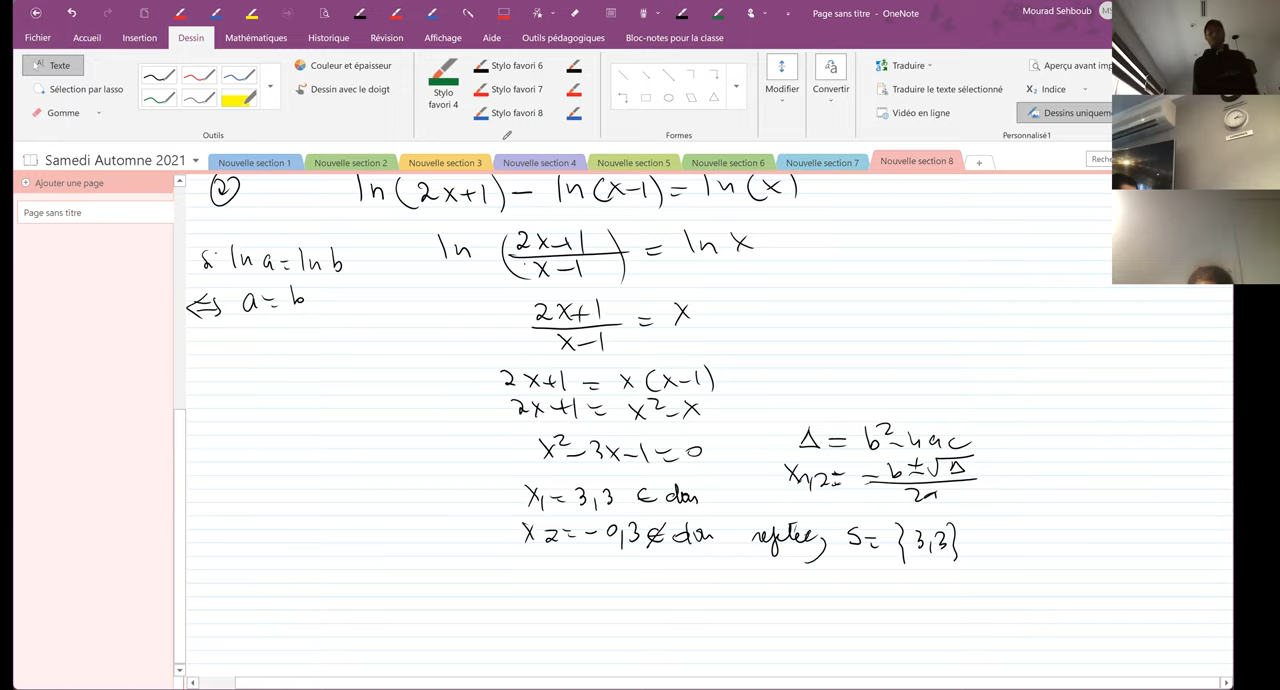 Page sans titre - OneNote
Mourad Sehboub
Fichier Accueil Insertion Dessin Mathématiques Historique Révision Affichage Aide Outils pédagogiques Bloc-notes pour la classe
Texte
Sélection par lasso
Gomme
Outils
Couleur et épaisseur
Dessin avec le doigt
Stylo favori 4
Stylo favori 6
Stylo favori 7
Stylo favori 8
Formes
Modifier
Convertir
Traduire
Traduire le texte sélectionné
Vidéo en ligne
Aperçu avant imp
Indice
Dessins uniqueme
Personnalisé1
Samedi Automne 2021
Nouvelle section 1 Nouvelle section 2 Nouvelle section 3 Nouvelle section 4 Nouvelle section 5 Nouvelle section 6 Nouvelle section 7 Nouvelle section 8 +
Reche
Ajouter une page
Page sans titre
② ln(2x+1) - ln(x-1) = ln(x)
ln((2x+1)/(x-1)) = ln x
si ln a = ln b
⟺ a = b
(2x+1)/(x-1) = x
2x+1 = x(x-1)
2x+1 = x² - x
x² - 3x - 1 = 0
Δ = b² - 4ac
x1,2 = (-b ± √Δ)/2a
x1 = 3,3 ∈ dom
x2 = -0,3 ∉ dom rejetée, S = {3,3}